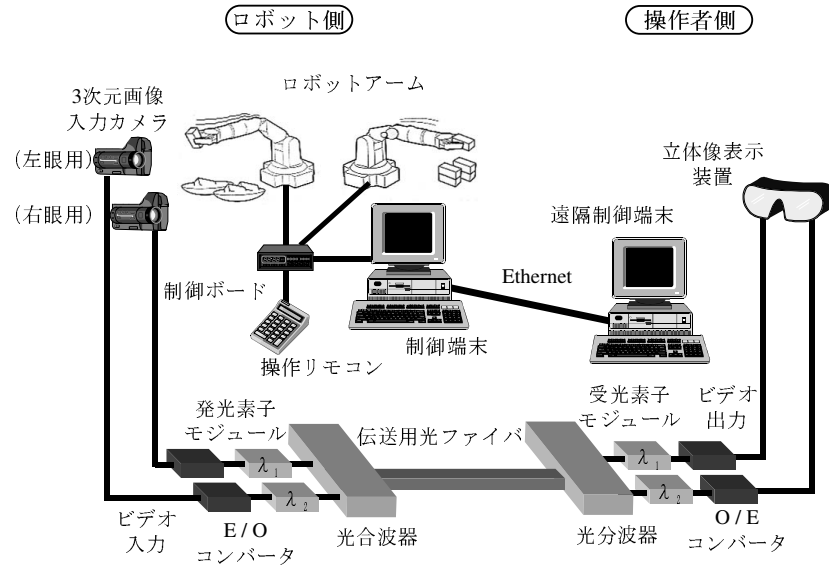 ロボット側
操作者側
ロボットアーム
3次元画像
入力カメラ
(左眼用)
(右眼用)
立体像表示
装置
遠隔制御端末
Ethernet
制御ボード
制御端末
操作リモコン
発光素子
モジュール
伝送用光ファイバ
受光素子
モジュール
ビデオ
出力
λ1
λ1
λ2
λ2
ビデオ
入力
E/O
コンバータ
光合波器
光分波器
O/E
コンバータ